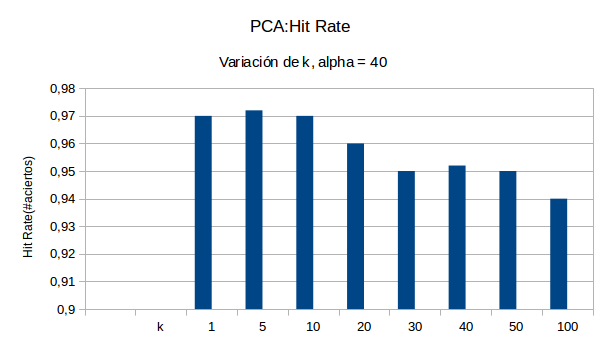 PCA:Hit Rate
Variación de k, alpha = 40
Hit Rate(#aciertos)
0,98
0,97
0,96
0,95
0,94
0,93
0,92
0,91
0,9
k 1 5 10 20 30 40 50 100